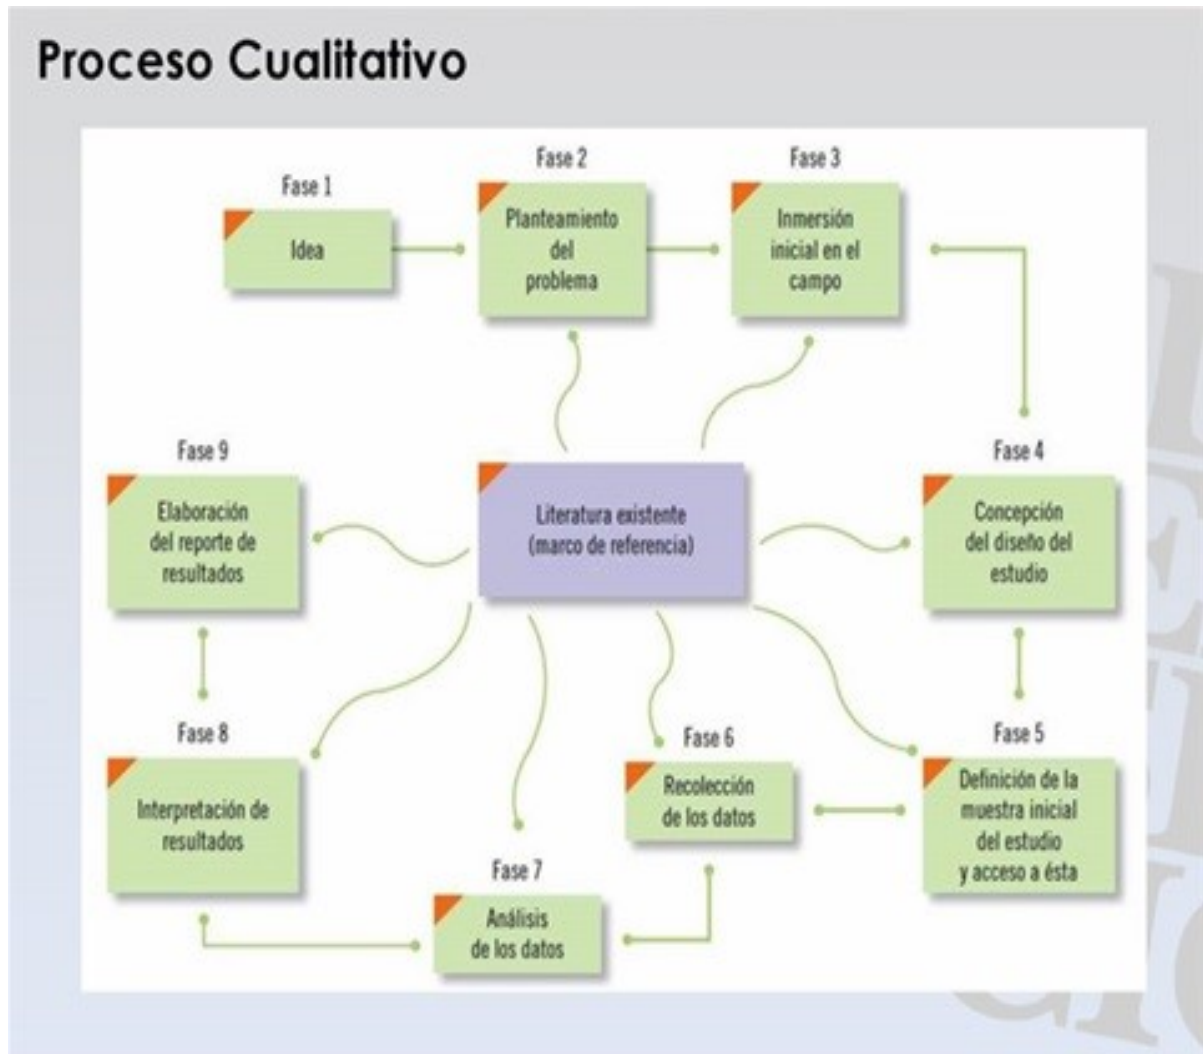 Proceso Cualitativo
Fase 1
Idea
Fase 2
Planteamiento
del
problema
Fase 3
Inmersión
inicial en el
campo
Fase 4
Concepción
del diseño del
estudio
Literatura existente
(marco de referencia)
Fase 9
Elaboración
del reporte de
resultados
Fase 8
Interpretación de
resultados
Fase 7
Análisis
de los datos
Fase 6
Recolección
de los datos
Fase 5
Definición de la
muestra inicial
del estudio
y acceso a ésta